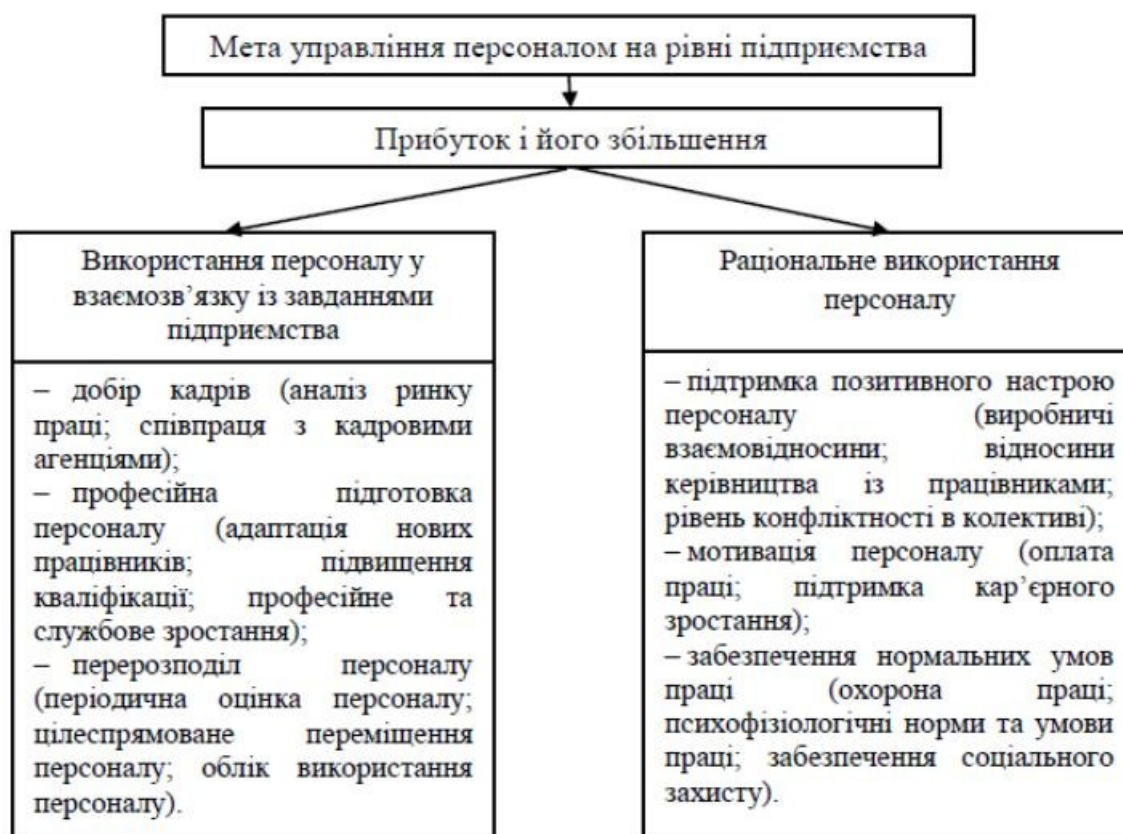 Мета управління персоналом на рівні підприємства
Прибуток і його збільшення
Використання персоналу у
взаємозв’язку із завданнями
підприємства
– добір кадрів (аналіз ринку
праці; співпраця з кадровими
агенціями);
– професійна підготовка
персоналу (адаптація нових
працівників; підвищення
кваліфікації; професійне та
службове зростання);
– перерозподіл персоналу
(періодична оцінка персоналу;
цілеспрямоване переміщення
персоналу; облік використання
персоналу).
Раціональне використання
персоналу
– підтримка позитивного настрою
персоналу (виробничі
взаємовідносини; відносини
керівництва із працівниками;
рівень конфліктності в колективі);
– мотивація персоналу (оплата
праці; підтримка кар’єрного
зростання);
– забезпечення нормальних умов
праці (охорона праці;
психофізіологічні норми та умови
праці; забезпечення соціального
захисту).